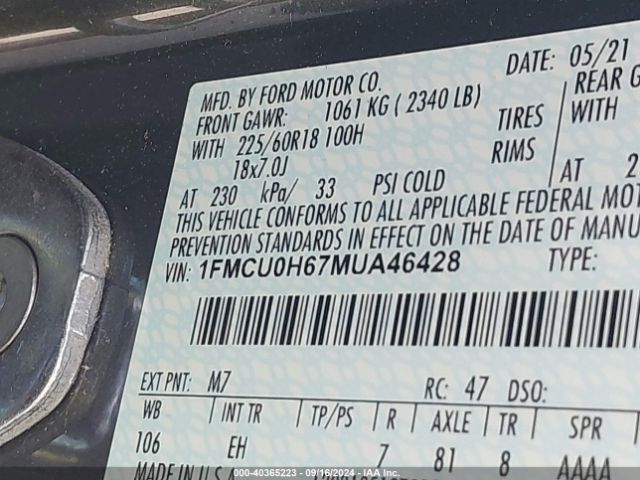 DATE: 05/21
MFD. BY FORD MOTOR CO.
FRONT GAWR: 1061 KG ( 2340 LB) REAR G
WITH 225/60R18 100H TIRES WITH
18x7.0J RIMS
AT 230 kPa/ 33 PSI COLD AT 2
THIS VEHICLE CONFORMS TO ALL APPLICABLE FEDERAL MOT
PREVENTION STANDARDS IN EFFECT ON THE DATE OF MANU
VIN: 1FMCU0H67MUA46428 TYPE:
EXT PNT: M7 RC: 47 DSO:
WB INT TR TP/PS R AXLE TR SPR
106 EH 7 81 8 AAAA
MADE IN U.S.A.
000-40365223 - 09/16/2024 - IAA Inc.